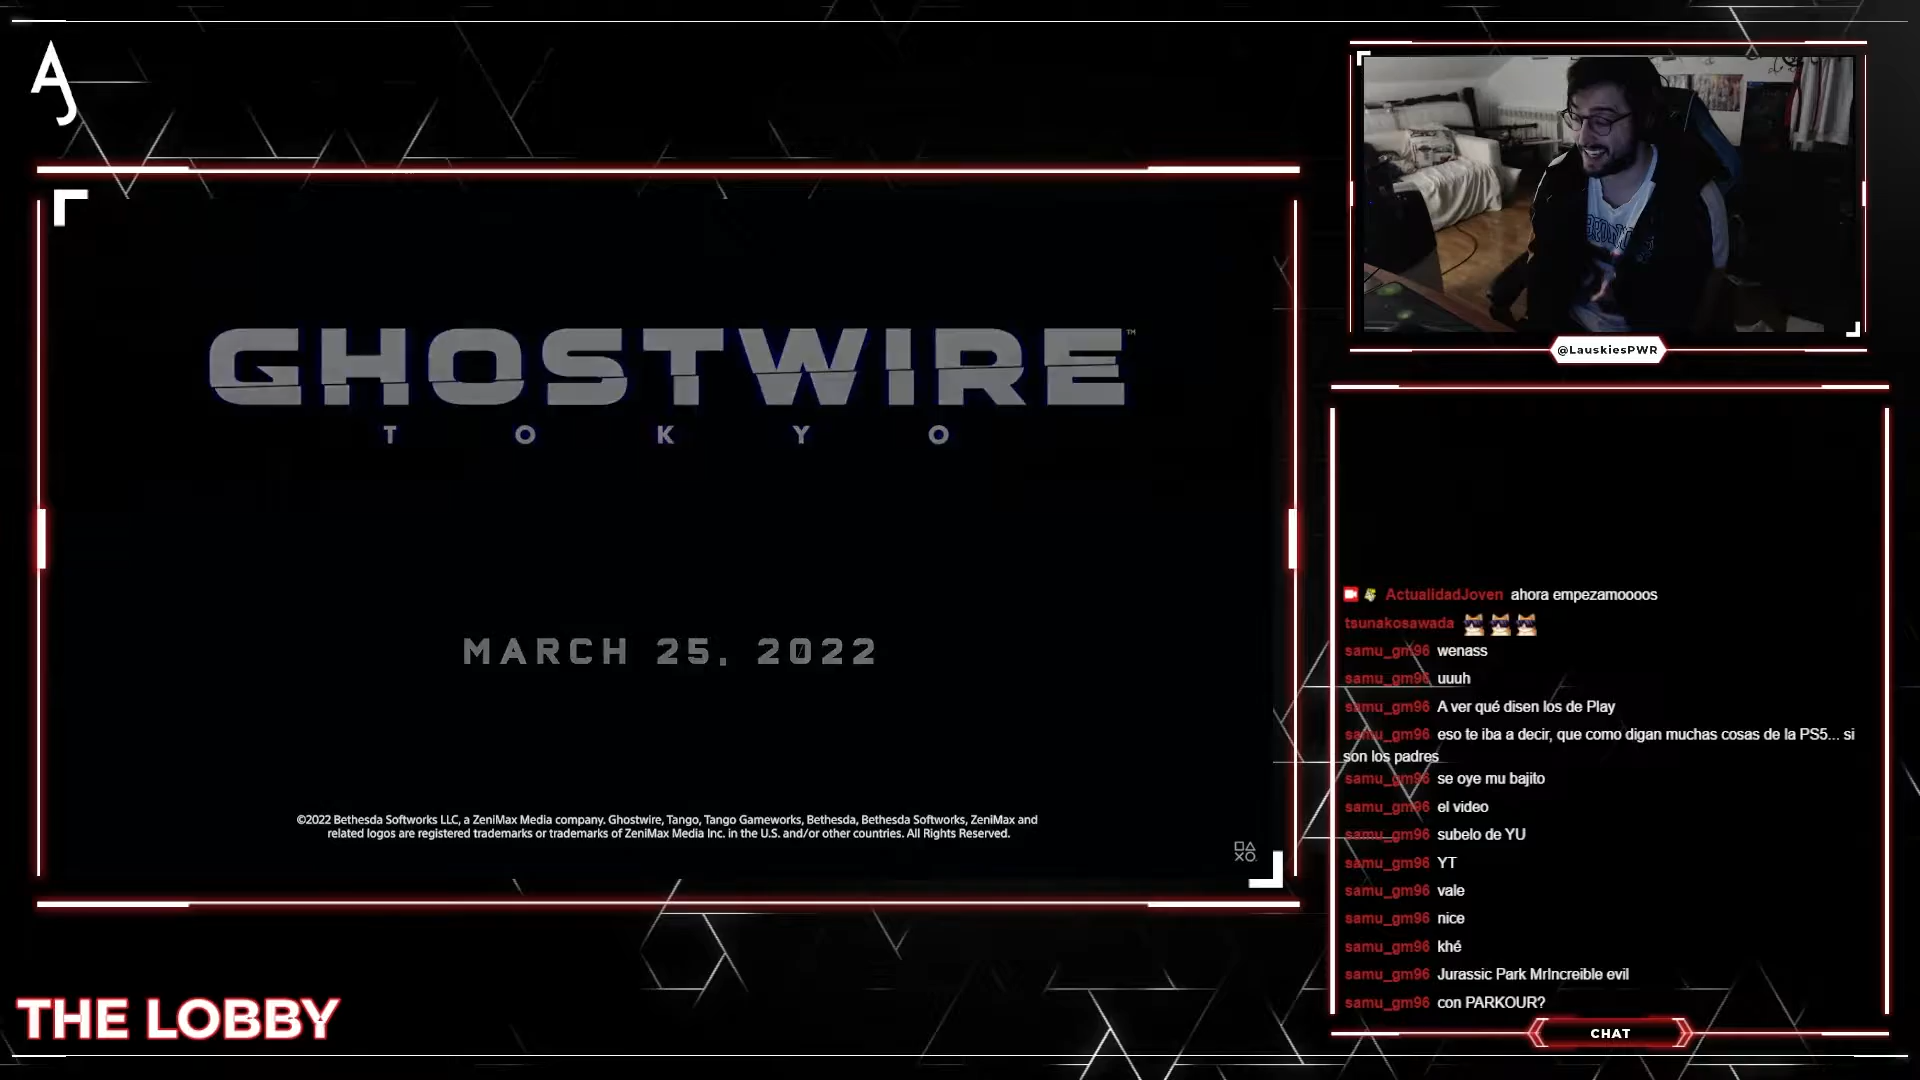 AJ
GHOSTWIRE™
TOKYO
MARCH 25, 2022
©2022 Bethesda Softworks LLC, a ZeniMax Media company. Ghostwire, Tango, Tango Gameworks, Bethesda, Bethesda Softworks, ZeniMax and
related logos are registered trademarks or trademarks of ZeniMax Media Inc. in the U.S. and/or other countries. All Rights Reserved.
THE LOBBY
@LauskiesPWR
ActualidadJoven ahora empezamoooos
tsunakosawada
samu_gm96 wenass
samu_gm96 uuuh
samu_gm96 A ver qué disen los de Play
samu_gm96 eso te iba a decir, que como digan muchas cosas de la PS5... si
son los padres
samu_gm96 se oye mu bajito
samu_gm96 el video
samu_gm96 subelo de YU
samu_gm96 YT
samu_gm96 vale
samu_gm96 nice
samu_gm96 khé
samu_gm96 Jurassic Park MrIncreible evil
samu_gm96 con PARKOUR?
CHAT